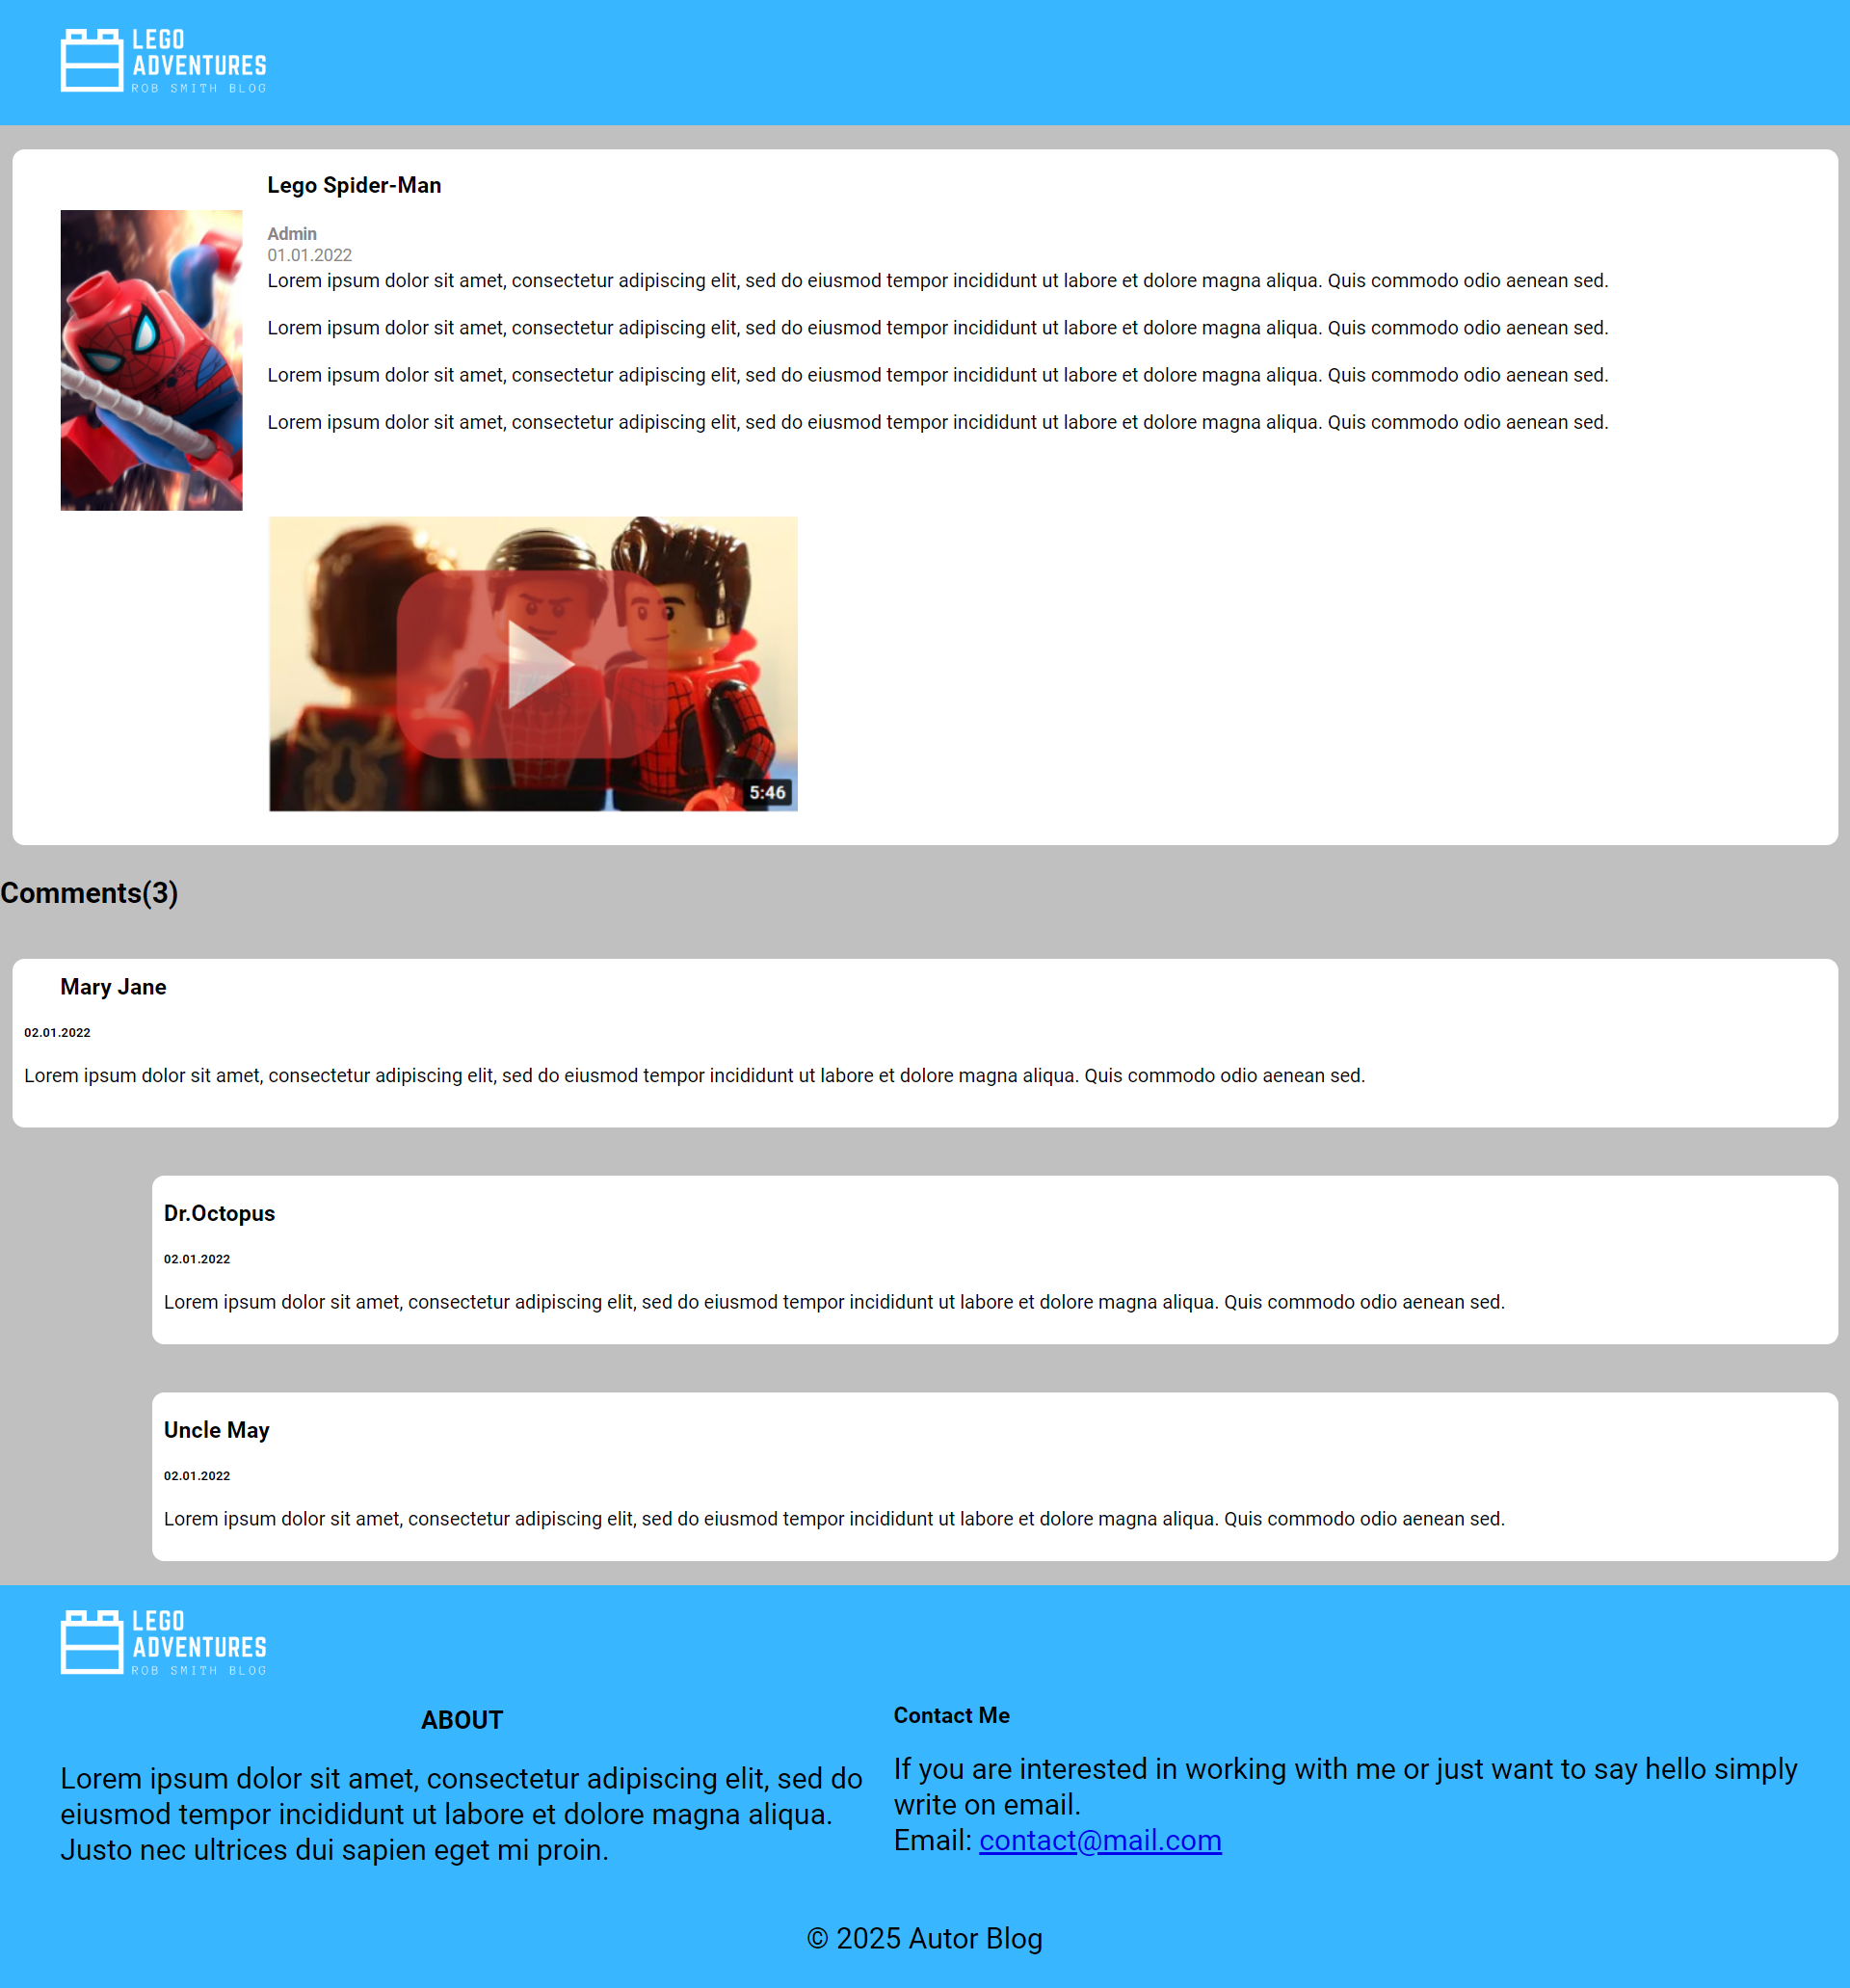 LEGO
ADVENTURES
ROB SMITH BLOG
Lego Spider-Man
Admin
01.01.2022
Lorem ipsum dolor sit amet, consectetur adipiscing elit, sed do eiusmod tempor incididunt ut labore et dolore magna aliqua. Quis commodo odio aenean sed.
Lorem ipsum dolor sit amet, consectetur adipiscing elit, sed do eiusmod tempor incididunt ut labore et dolore magna aliqua. Quis commodo odio aenean sed.
Lorem ipsum dolor sit amet, consectetur adipiscing elit, sed do eiusmod tempor incididunt ut labore et dolore magna aliqua. Quis commodo odio aenean sed.
Lorem ipsum dolor sit amet, consectetur adipiscing elit, sed do eiusmod tempor incididunt ut labore et dolore magna aliqua. Quis commodo odio aenean sed.
5:46
Comments(3)
Mary Jane
02.01.2022
Lorem ipsum dolor sit amet, consectetur adipiscing elit, sed do eiusmod tempor incididunt ut labore et dolore magna aliqua. Quis commodo odio aenean sed.
Dr.Octopus
02.01.2022
Lorem ipsum dolor sit amet, consectetur adipiscing elit, sed do eiusmod tempor incididunt ut labore et dolore magna aliqua. Quis commodo odio aenean sed.
Uncle May
02.01.2022
Lorem ipsum dolor sit amet, consectetur adipiscing elit, sed do eiusmod tempor incididunt ut labore et dolore magna aliqua. Quis commodo odio aenean sed.
LEGO
ADVENTURES
ROB SMITH BLOG
ABOUT
Lorem ipsum dolor sit amet, consectetur adipiscing elit, sed do
eiusmod tempor incididunt ut labore et dolore magna aliqua.
Justo nec ultrices dui sapien eget mi proin.
Contact Me
If you are interested in working with me or just want to say hello simply
write on email.
Email: contact@mail.com
© 2025 Autor Blog